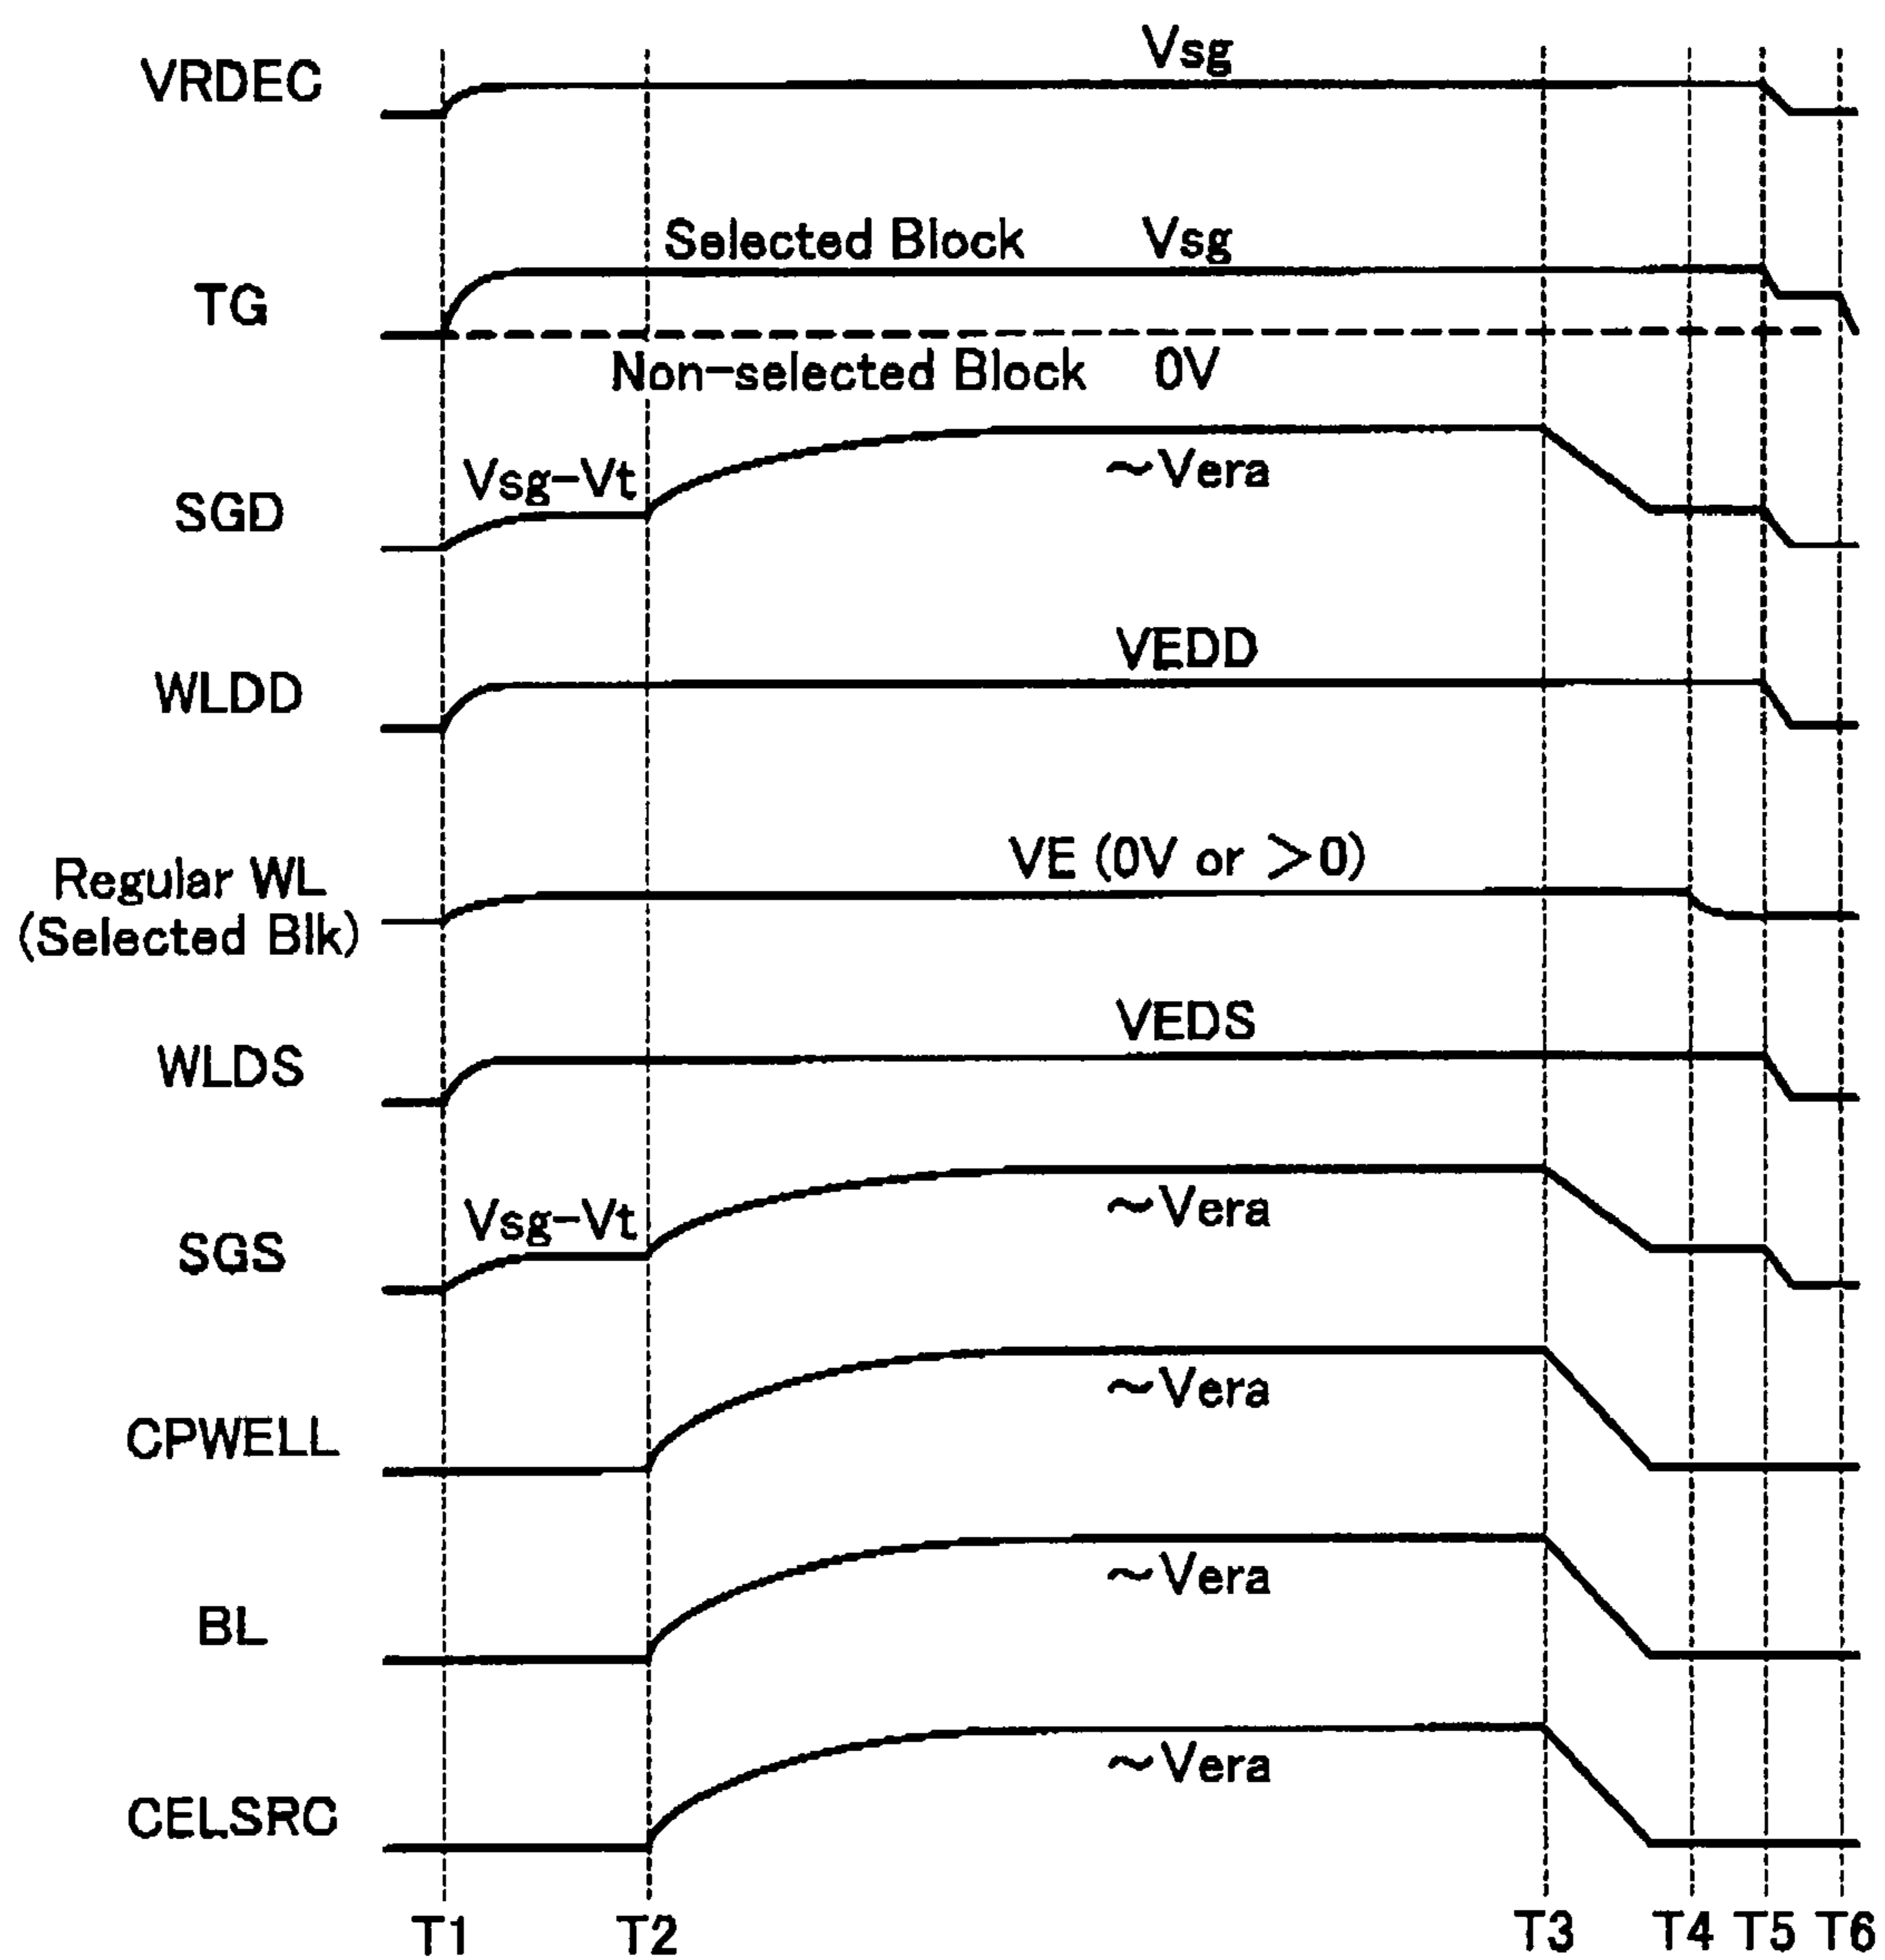 VRDEC
Vsg
Selected Block Vsg
TG
Non-selected Block 0V
SGD
Vsg-Vt
~Vera
WLDD
VEDD
Regular WL
(Selected Blk)
VE (0V or >0)
WLDS
VEDS
SGS
Vsg-Vt
~Vera
CPWELL
~Vera
BL
~Vera
CELSRC
~Vera
T1 T2 T3 T4 T5 T6